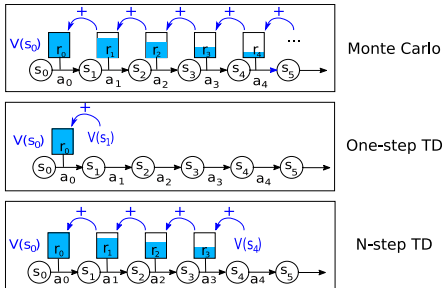 + + + + +
V(s₀) r₀ r₁ r₂ r₃ r₄ ...
s₀ s₁ s₂ s₃ s₄ s₅
a₀ a₁ a₂ a₃ a₄
Monte Carlo
+
V(s₀) r₀ V(s₁)
s₀ s₁ s₂ s₃ s₄ s₅
a₀ a₁ a₂ a₃ a₄
One-step TD
+ + + +
V(s₀) r₀ r₁ r₂ r₃ V(s₄)
s₀ s₁ s₂ s₃ s₄ s₅
a₀ a₁ a₂ a₃ a₄
N-step TD